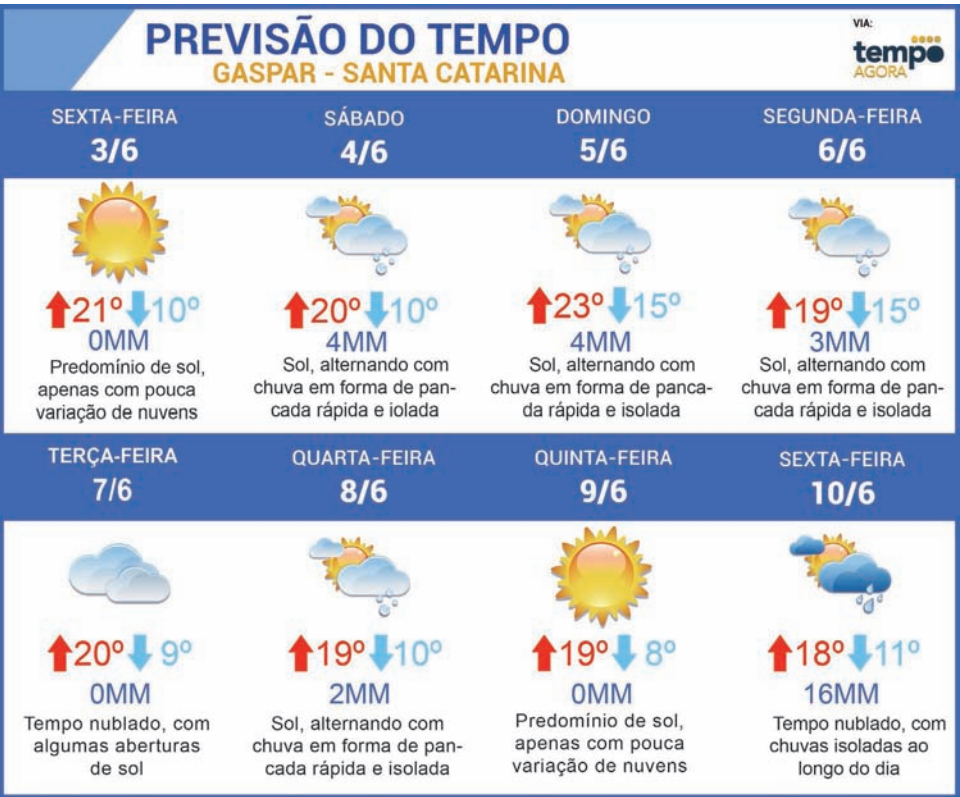 PREVISÃO DO TEMPO
GASPAR - SANTA CATARINA
VIA:
tempo
AGORA
SEXTA-FEIRA
3/6
21º 10º
0MM
Predomínio de sol,
apenas com pouca
variação de nuvens
SÁBADO
4/6
20º 10º
4MM
Sol, alternando com
chuva em forma de pan-
cada rápida e iolada
DOMINGO
5/6
23º 15º
4MM
Sol, alternando com
chuva em forma de panca-
da rápida e isolada
SEGUNDA-FEIRA
6/6
19º 15º
3MM
Sol, alternando com
chuva em forma de pan-
cada rápida e isolada
TERÇA-FEIRA
7/6
20º 9º
0MM
Tempo nublado, com
algumas aberturas
de sol
QUARTA-FEIRA
8/6
19º 10º
2MM
Sol, alternando com
chuva em forma de pan-
cada rápida e isolada
QUINTA-FEIRA
9/6
19º 8º
0MM
Predomínio de sol,
apenas com pouca
variação de nuvens
SEXTA-FEIRA
10/6
18º 11º
16MM
Tempo nublado, com
chuvas isoladas ao
longo do dia